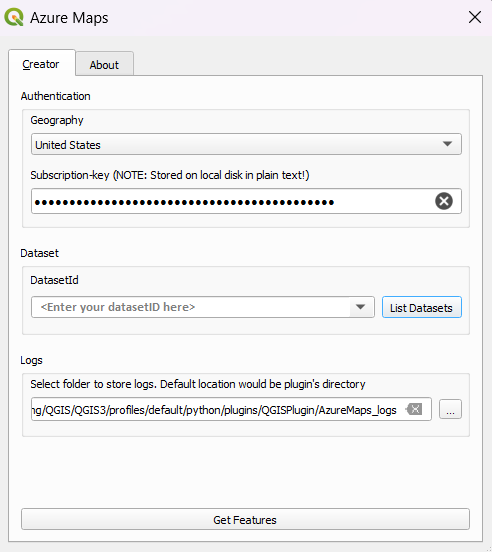 Azure Maps
Creator
About
Authentication
Geography
United States
Subscription-key (NOTE: Stored on local disk in plain text!)
●●●●●●●●●●●●●●●●●●●●●●●●●●●●●●●●●●●●●●●●●●●
Dataset
DatasetId
<Enter your datasetID here>
List Datasets
Logs
Select folder to store logs. Default location would be plugin's directory
ng/QGIS/QGIS3/profiles/default/python/plugins/QGISPlugin/AzureMaps_logs
...
Get Features